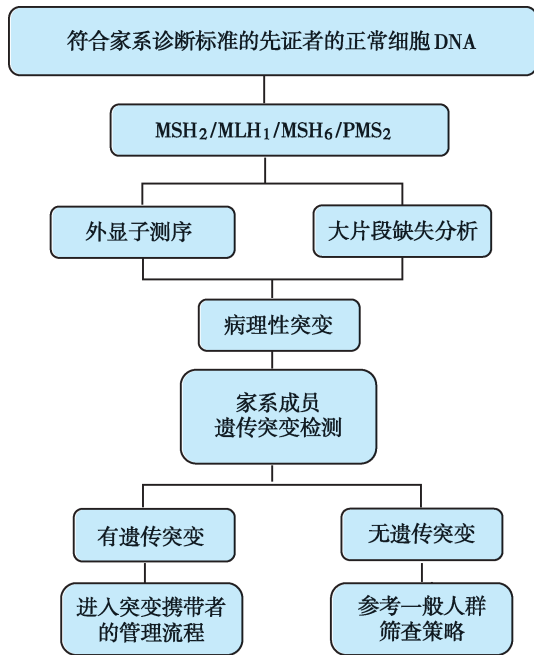 符合家系诊断标准的先证者的正常细胞 DNA
MSH₂/MLH₁/MSH₆/PMS₂
外显子测序
大片段缺失分析
病理性突变
家系成员
遗传突变检测
有遗传突变
无遗传突变
进入突变携带者
的管理流程
参考一般人群
筛查策略